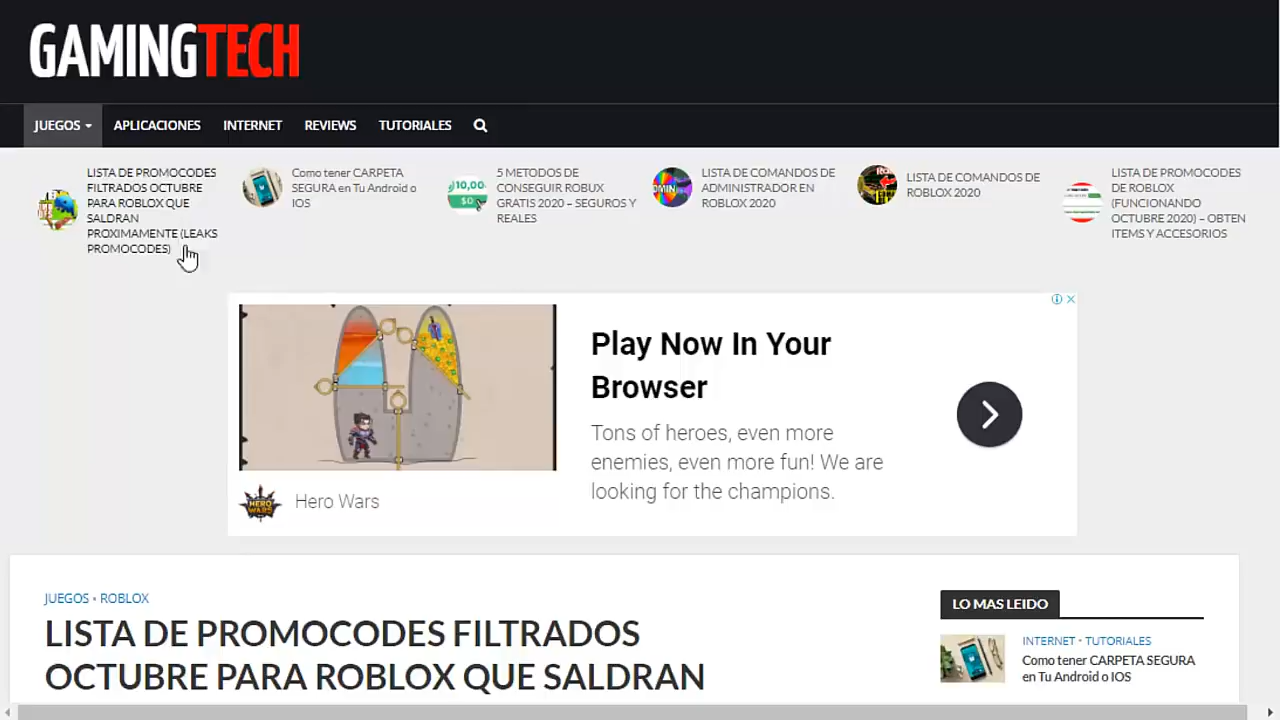 GAMINGTECH
JUEGOS
APLICACIONES
INTERNET
REVIEWS
TUTORIALES
LISTA DE PROMOCODES
FILTRADOS OCTUBRE
PARA ROBLOX QUE
SALDRAN
PROXIMAMENTE (LEAKS
PROMOCODES)
Como tener CARPETA
SEGURA en Tu Android o
IOS
10,00
$0
5 METODOS DE
CONSEGUIR ROBUX
GRATIS 2020 – SEGUROS Y
REALES
LISTA DE COMANDOS DE
ADMINISTRADOR EN
ROBLOX 2020
LISTA DE COMANDOS DE
ROBLOX 2020
LISTA DE PROMOCODES
DE ROBLOX
(FUNCIONANDO
OCTUBRE 2020) – OBTEN
ITEMS Y ACCESORIOS
Play Now In Your
Browser
Tons of heroes, even more
enemies, even more fun! We are
looking for the champions.
HERO
WARS
Hero Wars
JUEGOS • ROBLOX
LISTA DE PROMOCODES FILTRADOS
OCTUBRE PARA ROBLOX QUE SALDRAN
LO MAS LEIDO
INTERNET • TUTORIALES
Como tener CARPETA SEGURA
en Tu Android o IOS